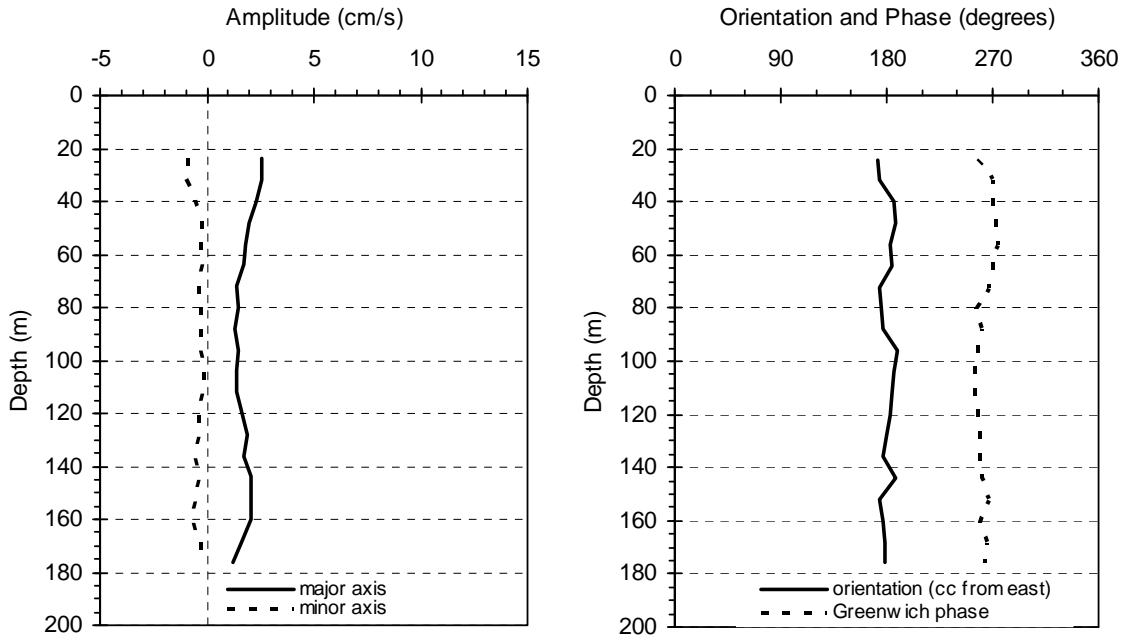 Amplitude (cm/s)
-5 0 5 10 15
0
20
40
60
80
100
120
140
160
180
200
Depth (m)
major axis
minor axis
Orientation and Phase (degrees)
0 90 180 270 360
0
20
40
60
80
100
120
140
160
180
200
Depth (m)
orientation (cc from east)
Greenwich phase